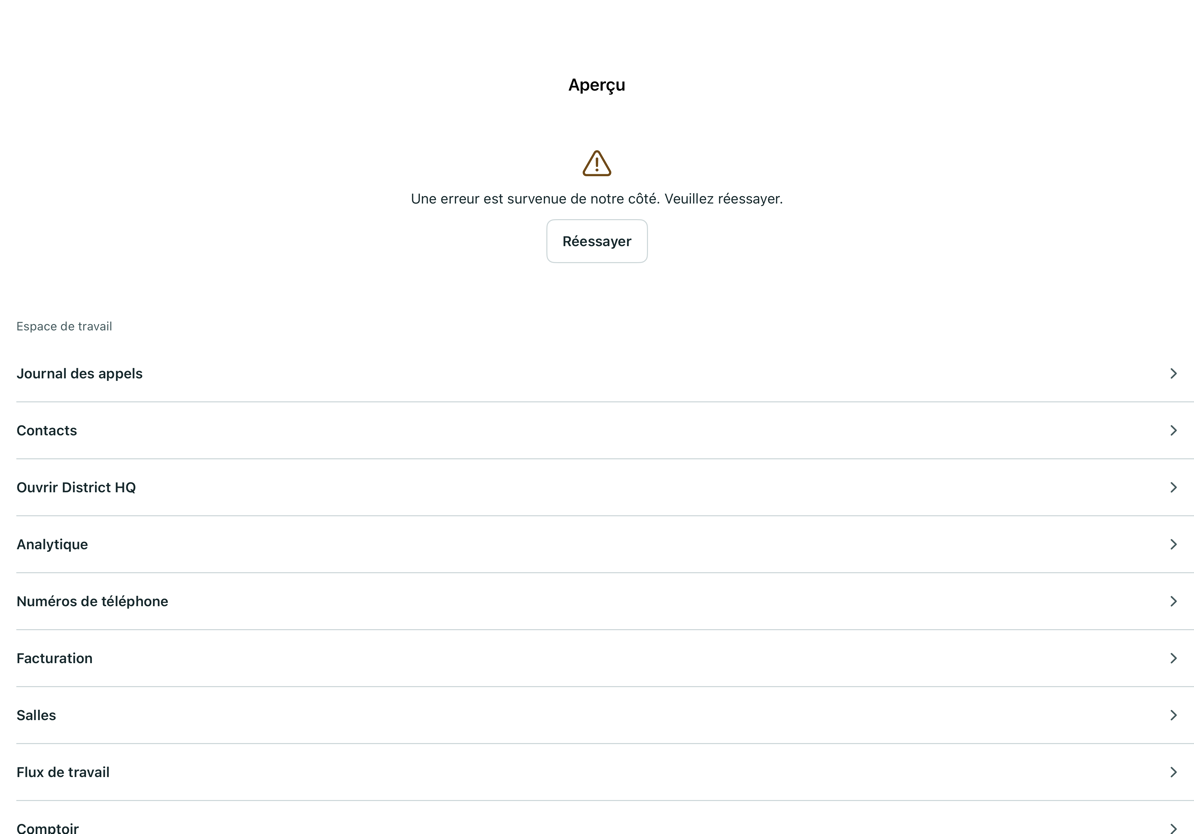 Aperçu
Une erreur est survenue de notre côté. Veuillez réessayer.
Réessayer
Espace de travail
Journal des appels
Contacts
Ouvrir District HQ
Analytique
Numéros de téléphone
Facturation
Salles
Flux de travail
Comptoir